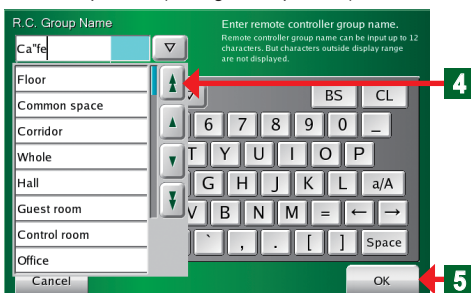 R.C. Group Name
Enter remote controller group name.
Remote controller group name can be input up to 12
characters. But characters outside display range
are not displayed.
Ca"fe
Floor
Common space
Corridor
Whole
Hall
Guest room
Control room
Office
BS CL
6 7 8 9 0 _
T Y U I O P
G H J K L a/A
V B N M = ← →
` , . [ ] Space
Cancel
OK
4
5